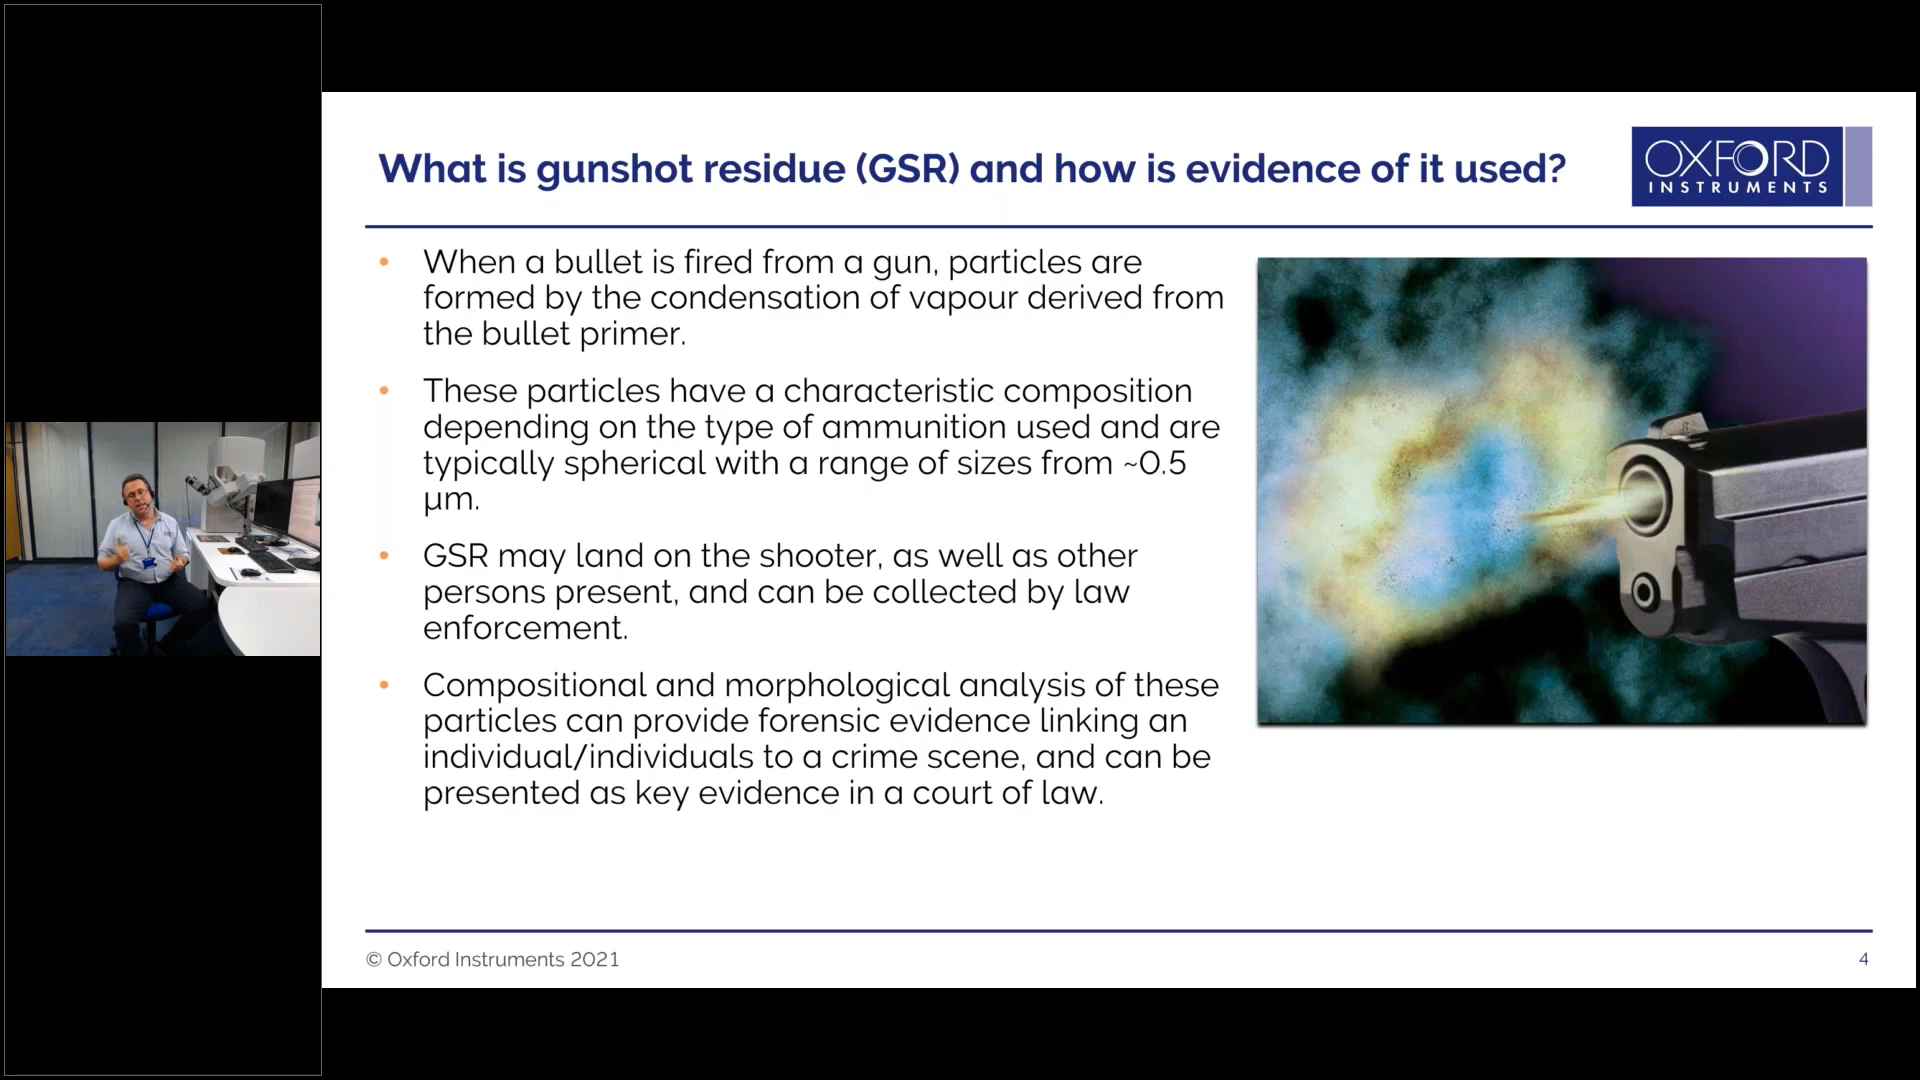 What is gunshot residue (GSR) and how is evidence of it used?
OXFORD
INSTRUMENTS
• When a bullet is fired from a gun, particles are
formed by the condensation of vapour derived from
the bullet primer.
• These particles have a characteristic composition
depending on the type of ammunition used and are
typically spherical with a range of sizes from ~0.5
µm.
• GSR may land on the shooter, as well as other
persons present, and can be collected by law
enforcement.
• Compositional and morphological analysis of these
particles can provide forensic evidence linking an
individual/individuals to a crime scene, and can be
presented as key evidence in a court of law.
© Oxford Instruments 2021
4